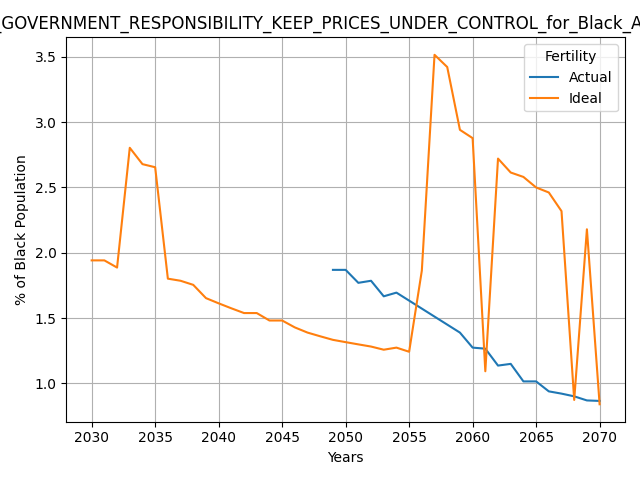 _GOVERNMENT_RESPONSIBILITY_KEEP_PRICES_UNDER_CONTROL_for_Black_A
Fertility
Actual
Ideal
% of Black Population
3.5
3.0
2.5
2.0
1.5
1.0
2030 2035 2040 2045 2050 2055 2060 2065 2070
Years